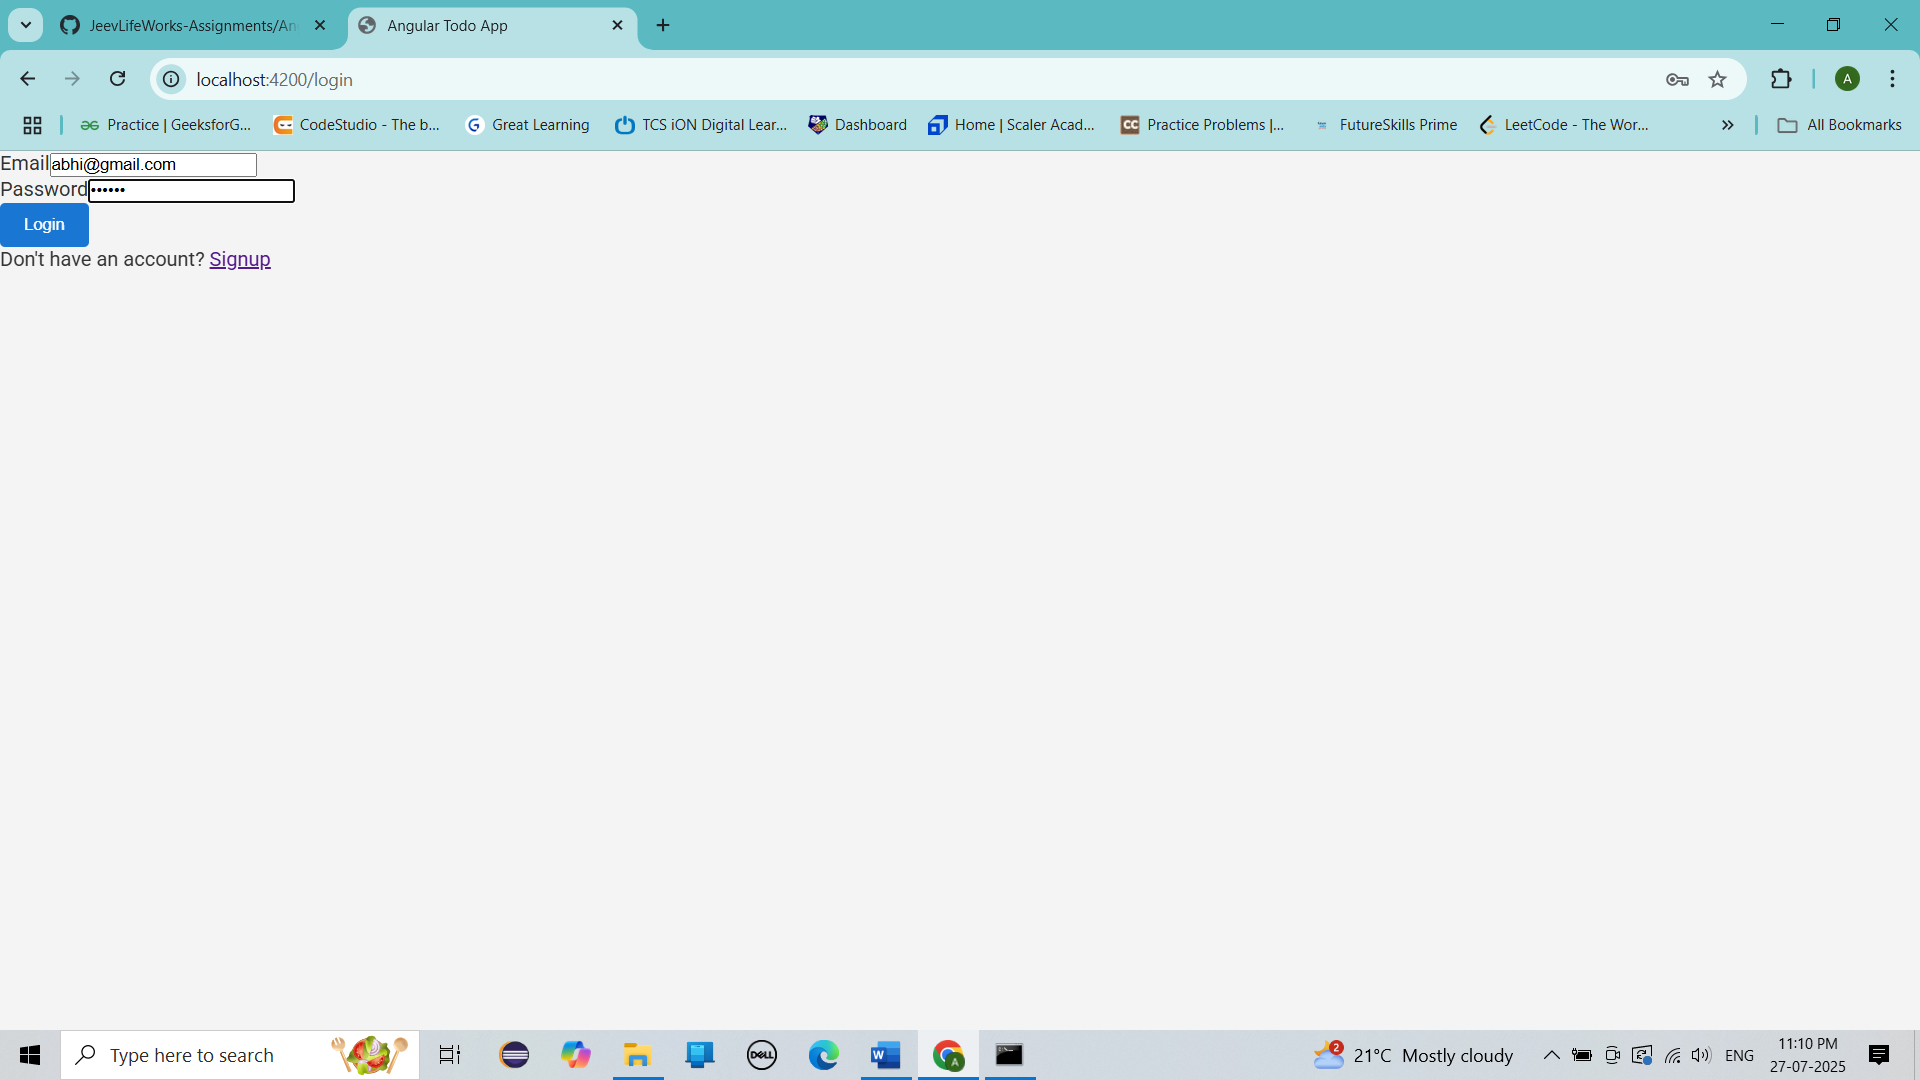 JeevLifeWorks-Assignments/An
Angular Todo App
localhost:4200/login
A
Practice | GeeksforG...
CodeStudio - The b...
Great Learning
TCS iON Digital Lear...
Dashboard
Home | Scaler Acad...
CC
Practice Problems |...
FutureSkills Prime
LeetCode - The Wor...
All Bookmarks
Email abhi@gmail.com
Password ••••••
Login
Don't have an account? Signup
Type here to search
DELL
W
A
2
21°C Mostly cloudy
ENG
11:10 PM
27-07-2025